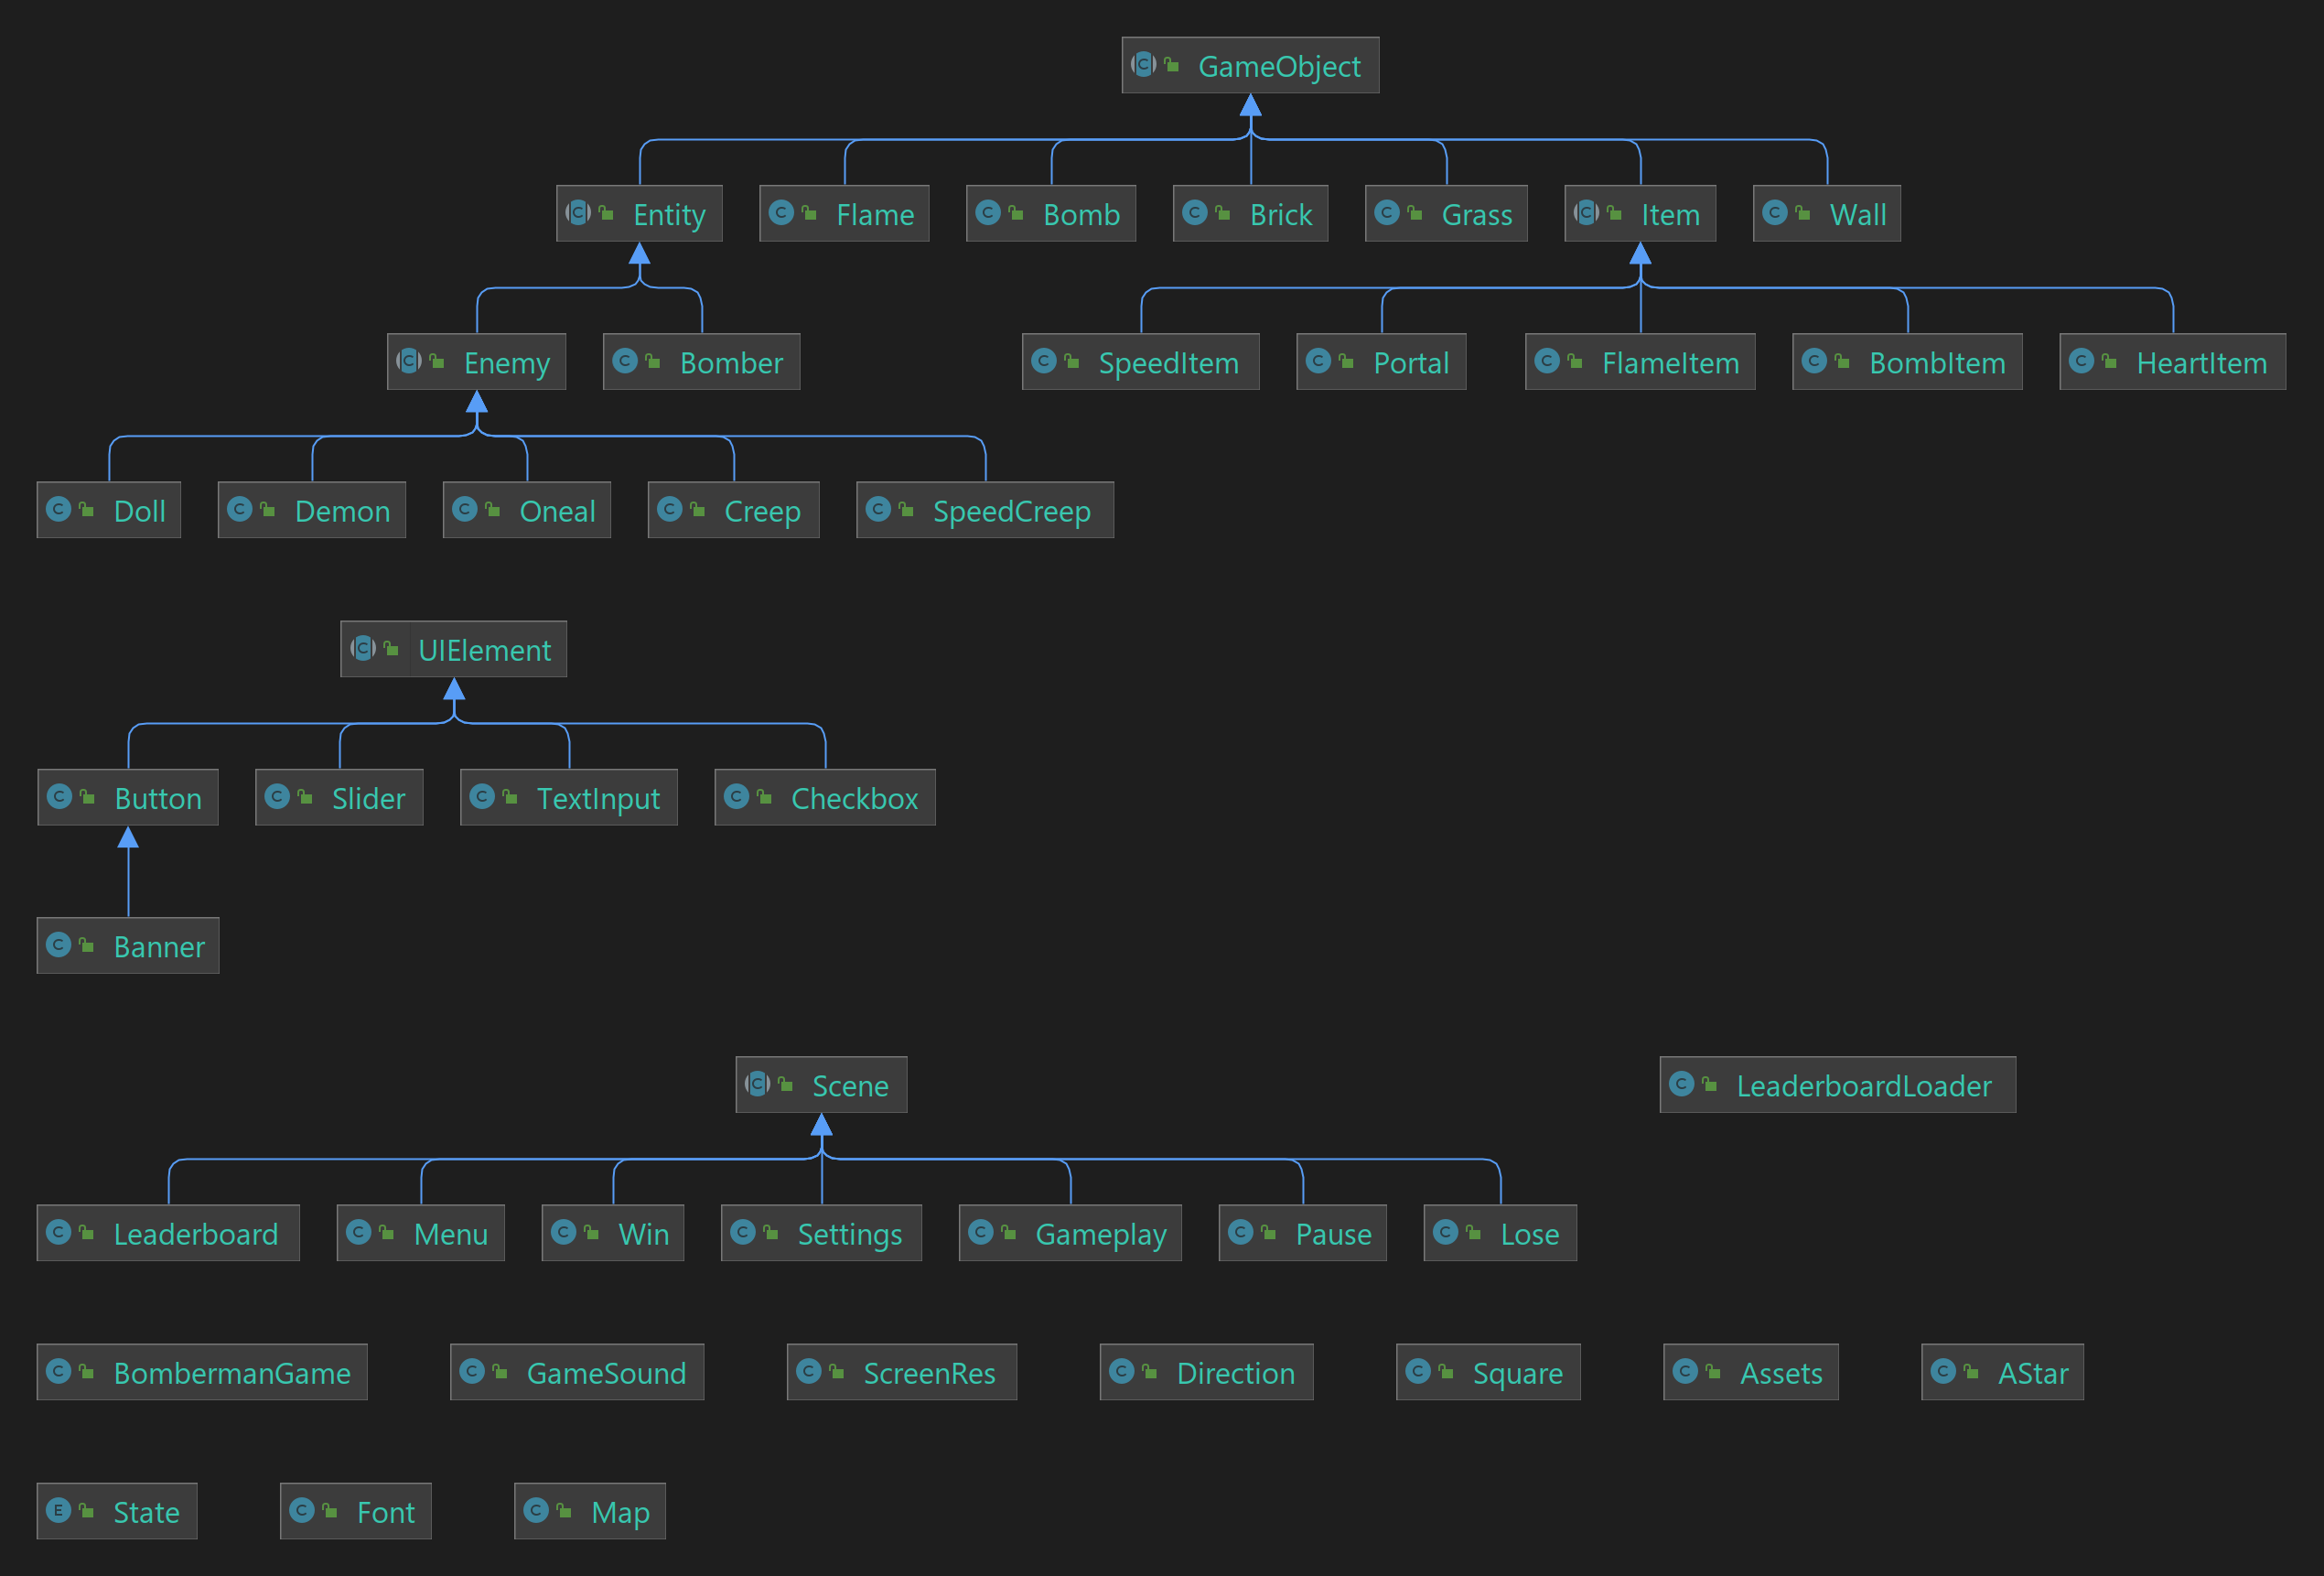 GameObject
Entity Flame Bomb Brick Grass Item Wall
Enemy Bomber SpeedItem Portal FlameItem BombItem HeartItem
Doll Demon Oneal Creep SpeedCreep
UIElement
Button Slider TextInput Checkbox
Banner
Scene LeaderboardLoader
Leaderboard Menu Win Settings Gameplay Pause Lose
BombermanGame GameSound ScreenRes Direction Square Assets AStar
State Font Map